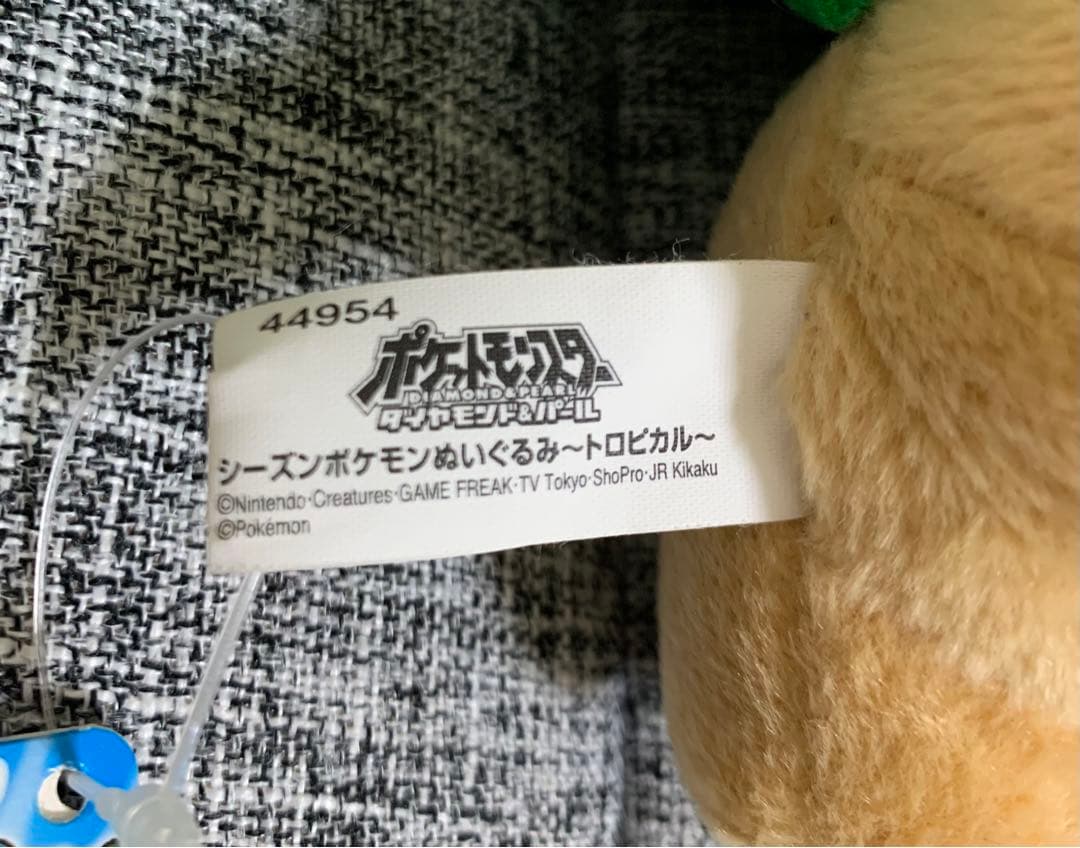 44954
ポケットモンスター
DIAMOND&PEARL
ダイヤモンド&パール
シーズンポケモンぬいぐるみ～トロピカル～
©Nintendo·Creatures·GAME FREAK·TV Tokyo·ShoPro·JR Kikaku
©Pokémon